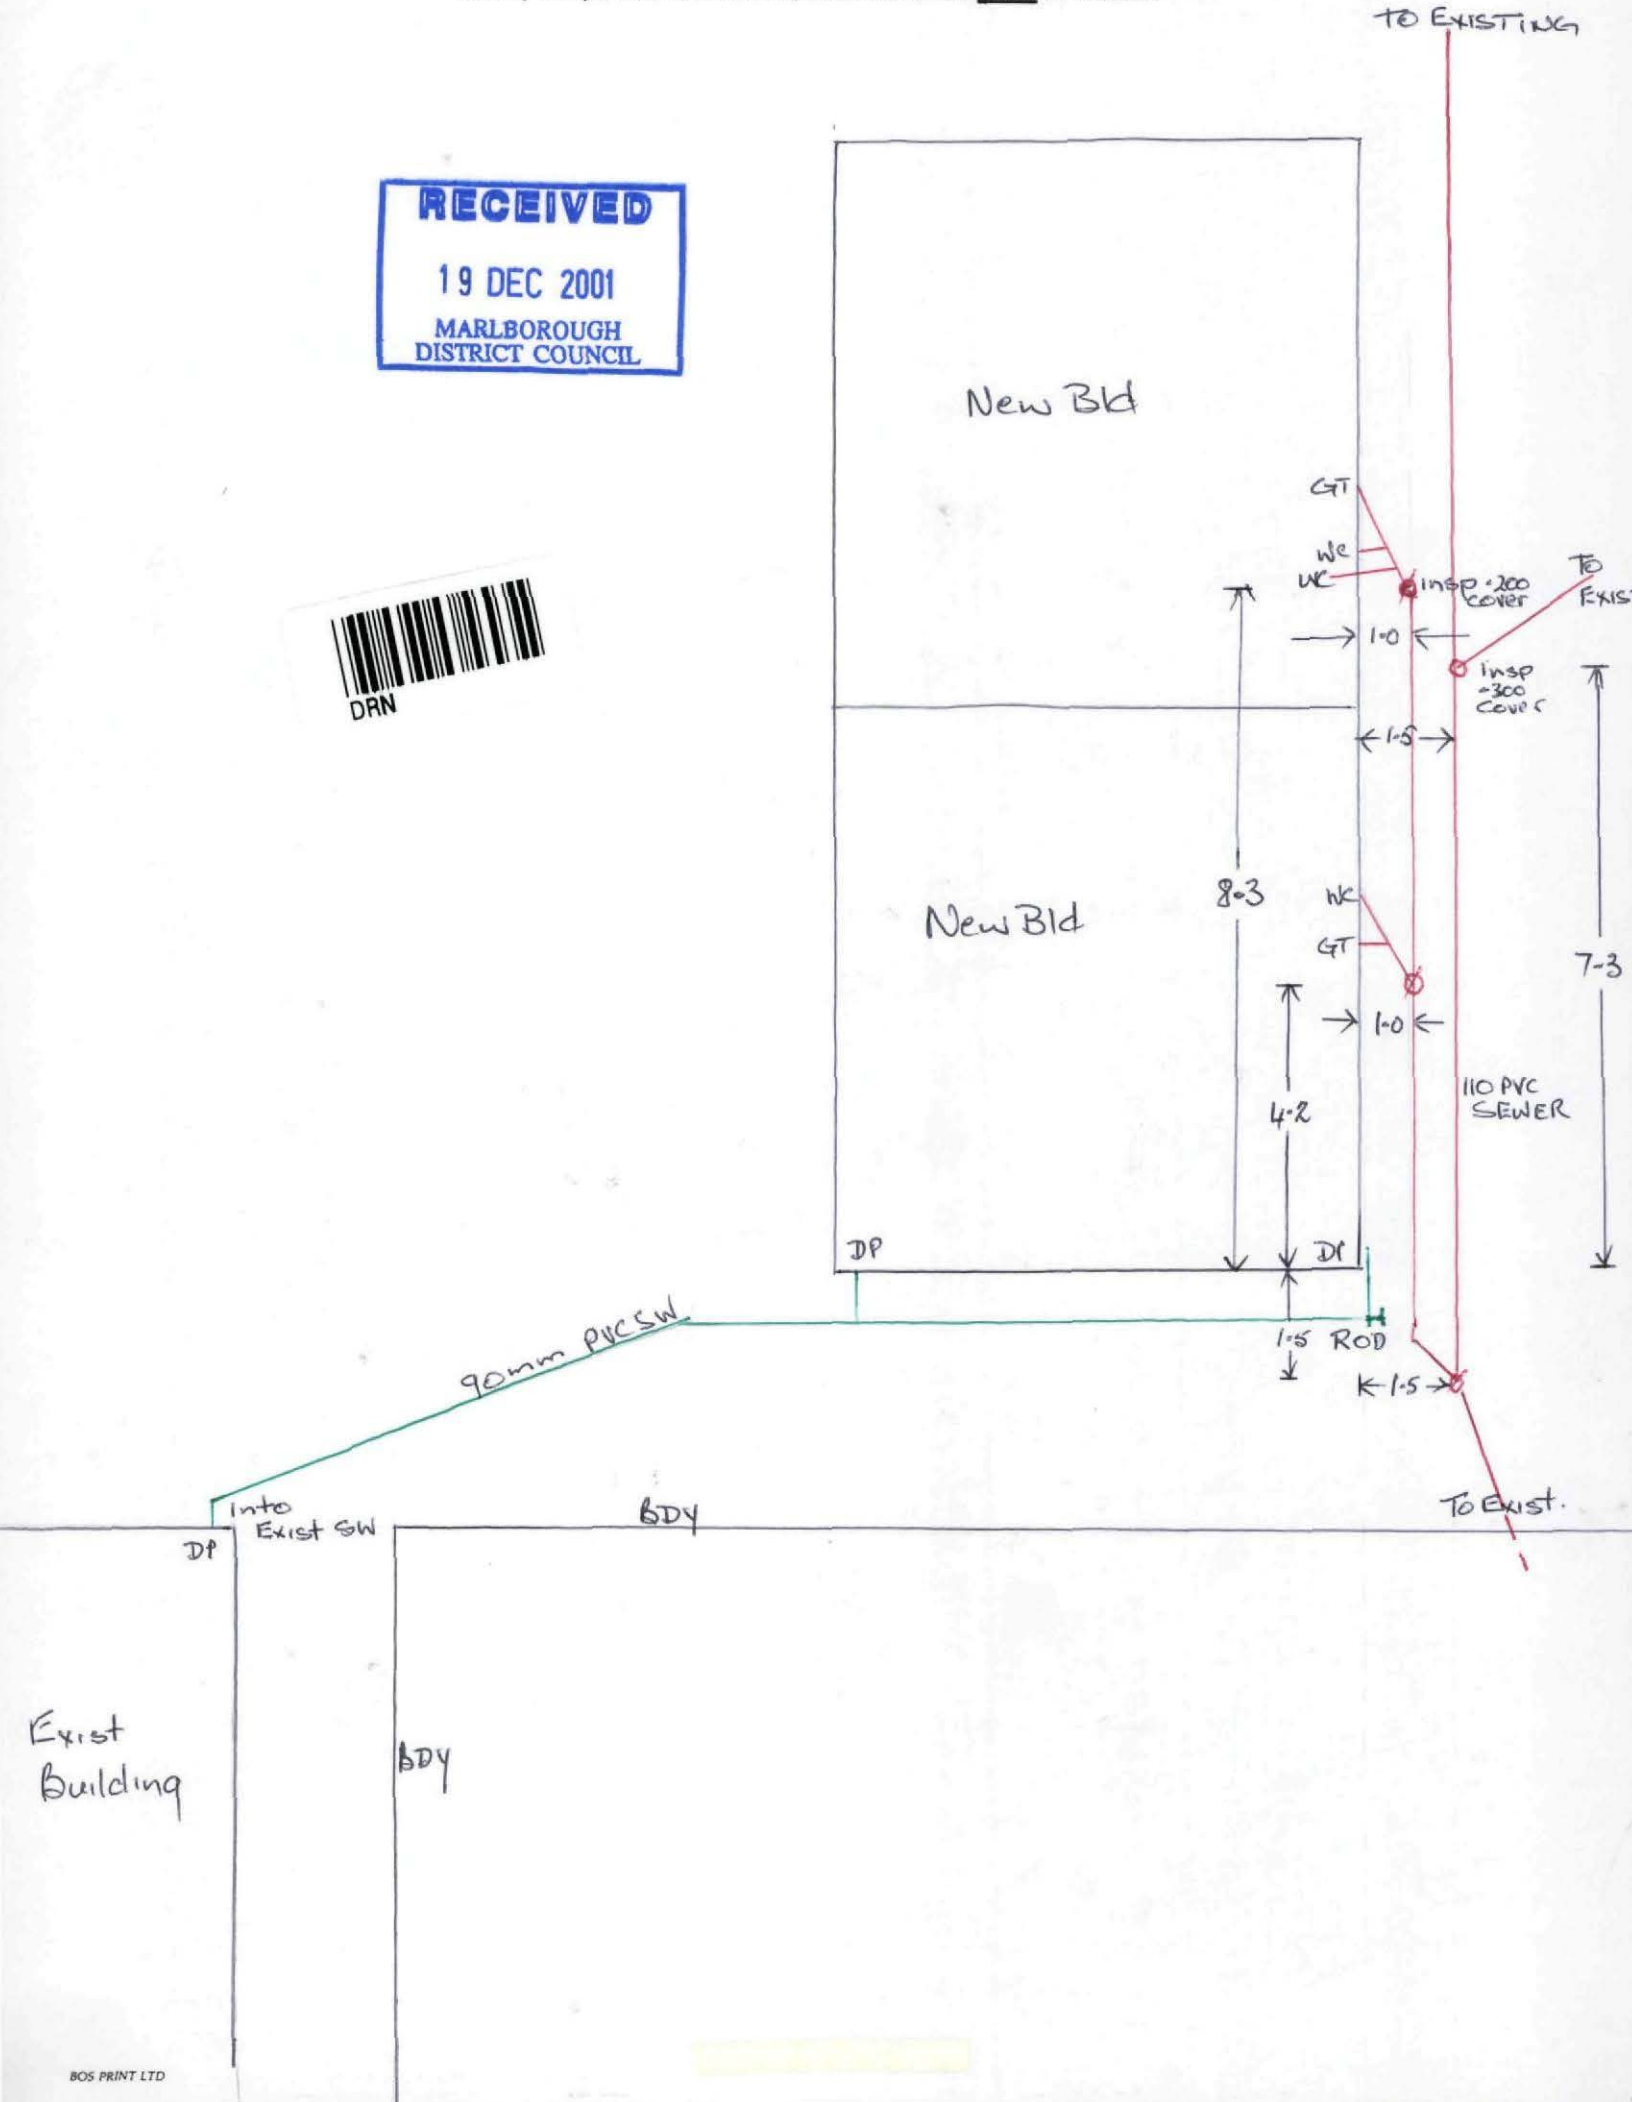 TO EXISTING
RECEIVED
19 DEC 2001
MARLBOROUGH
DISTRICT COUNCIL
New Bld
GT
WC
WC
insp .200
cover
TO
1.0
insp
.300
cover
DRN
1.5
8.3
WC
New Bld
GT
7.3
1.0
110 PVC
SEWER
4.2
DP
DP
90mm PVC SW
1.5
ROD
1.5
Into
Exist SW
BDY
To Exist.
DP
Exist
Building
BDY
BOS PRINT LTD